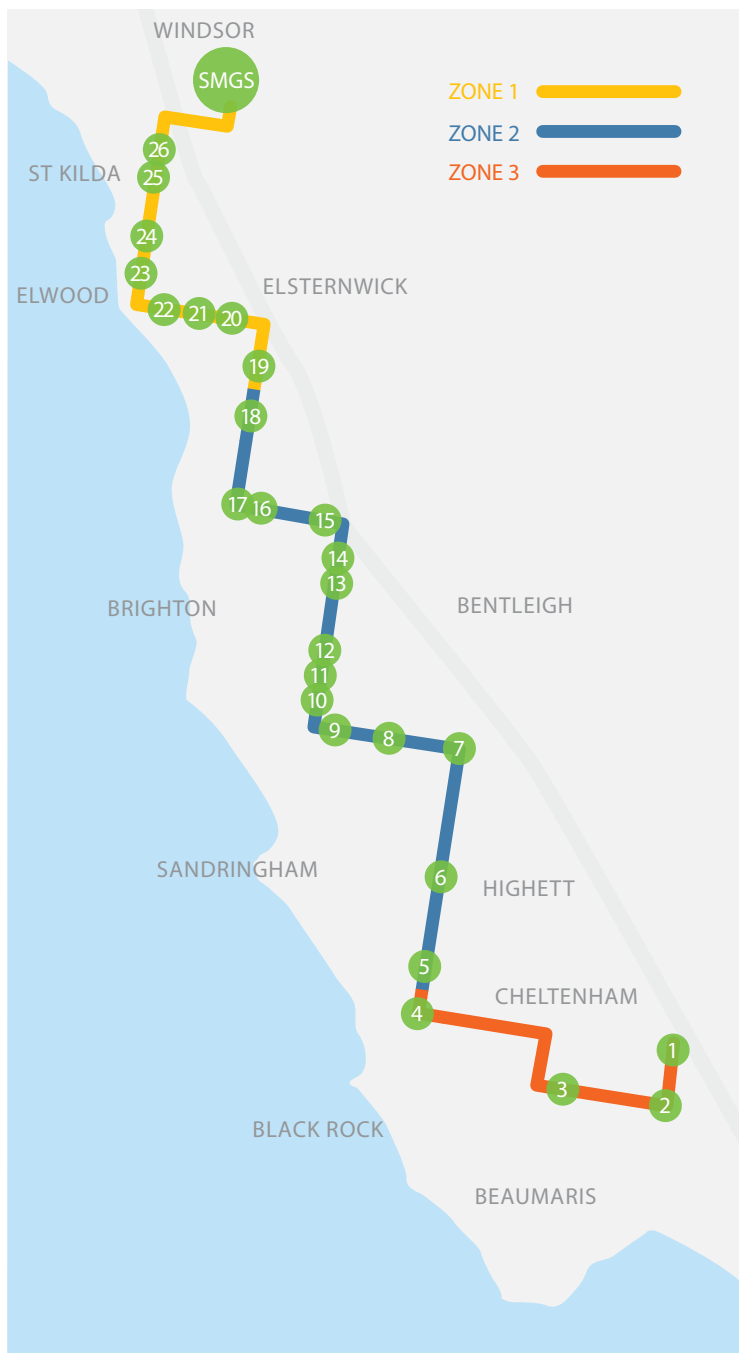 WINDSOR
SMGS
ZONE 1
ZONE 2
ZONE 3
26
ST KILDA
25
24
23
ELSTERNWICK
ELWOOD
22
21
20
19
18
17
16
15
14
13
BRIGHTON
BENTLEIGH
12
11
10
9
8
7
SANDRINGHAM
6
HIGHETT
5
CHELTENHAM
4
1
3
2
BLACK ROCK
BEAUMARIS